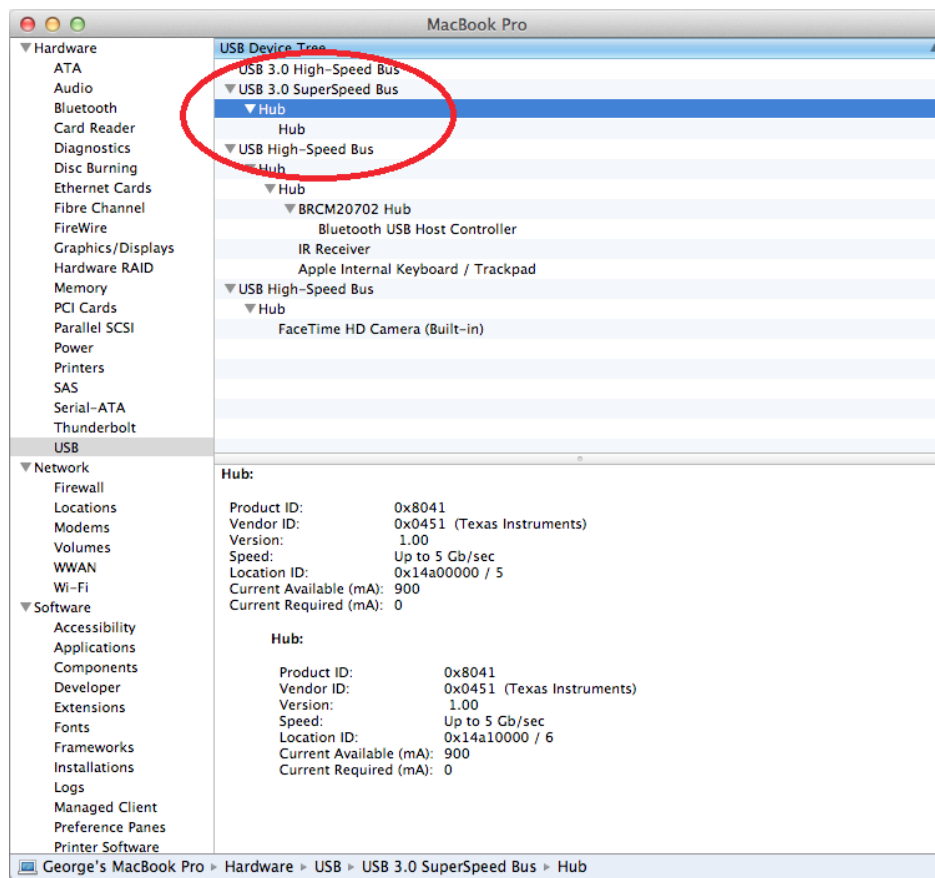 MacBook Pro
Hardware
ATA
Audio
Bluetooth
Card Reader
Diagnostics
Disc Burning
Ethernet Cards
Fibre Channel
FireWire
Graphics/Displays
Hardware RAID
Memory
PCI Cards
Parallel SCSI
Power
Printers
SAS
Serial-ATA
Thunderbolt
USB
Network
Firewall
Locations
Modems
Volumes
WWAN
Wi-Fi
Software
Accessibility
Applications
Components
Developer
Extensions
Fonts
Frameworks
Installations
Logs
Managed Client
Preference Panes
Printer Software
USB Device Tree
USB 3.0 High-Speed Bus
USB 3.0 SuperSpeed Bus
Hub
Hub
USB High-Speed Bus
Hub
Hub
BRCM20702 Hub
Bluetooth USB Host Controller
IR Receiver
Apple Internal Keyboard / Trackpad
USB High-Speed Bus
Hub
FaceTime HD Camera (Built-in)
Hub:
Product ID: 0x8041
Vendor ID: 0x0451 (Texas Instruments)
Version: 1.00
Speed: Up to 5 Gb/sec
Location ID: 0x14a00000 / 5
Current Available (mA): 900
Current Required (mA): 0
Hub:
Product ID: 0x8041
Vendor ID: 0x0451 (Texas Instruments)
Version: 1.00
Speed: Up to 5 Gb/sec
Location ID: 0x14a10000 / 6
Current Available (mA): 900
Current Required (mA): 0
George's MacBook Pro ▸ Hardware ▸ USB ▸ USB 3.0 SuperSpeed Bus ▸ Hub